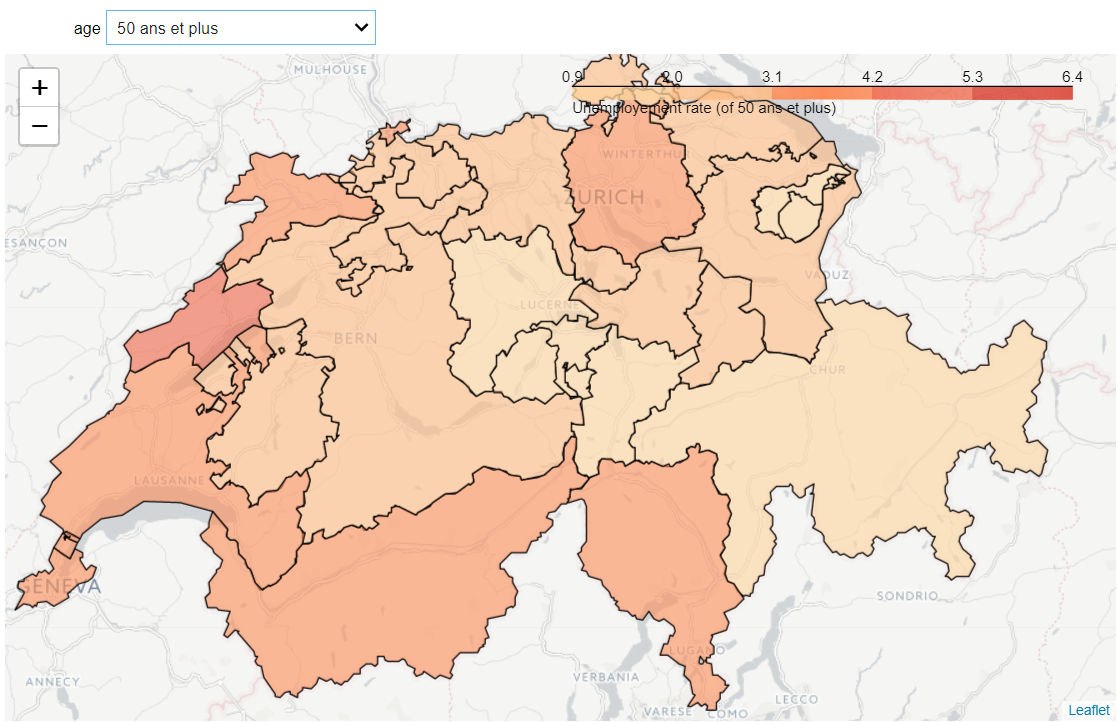 age 50 ans et plus
+
−
MULHOUSE
0.9 2.0 3.1 4.2 5.3 6.4
Unemployement rate (of 50 ans et plus)
WINTERTHUR
ZURICH
ESANÇON
VADUZ
LUCERNE
BERN
CHUR
LAUSANNE
GENEVA
SONDRIO
LUGANO
ANNECY
VERBANIA
LECCO
VARESE COMO
Leaflet